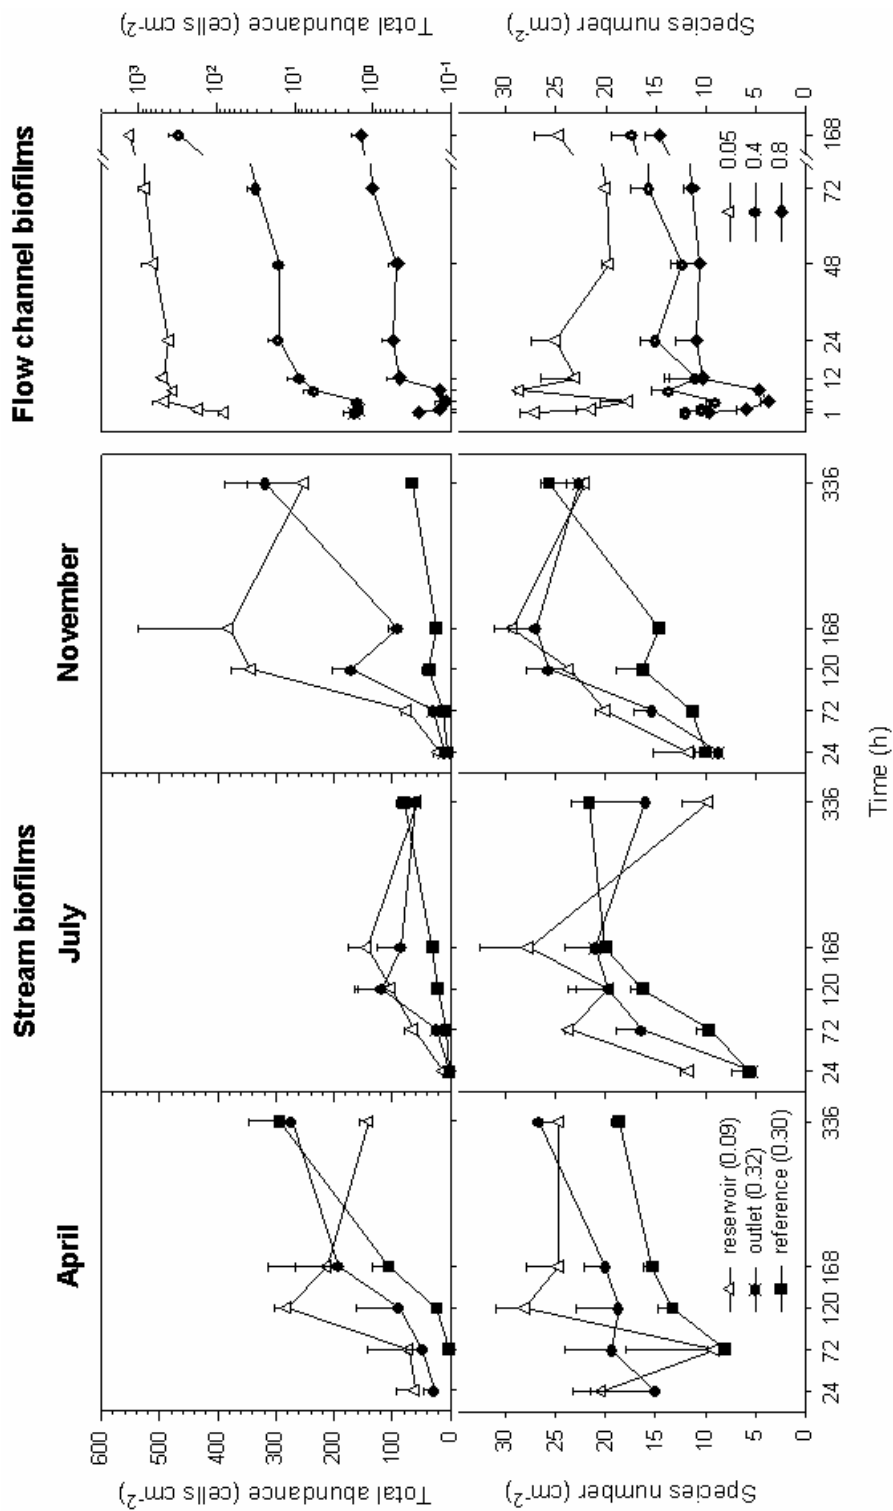 Stream biofilms
Flow channel biofilms
April
July
November
600
500
400
300
200
100
0
Total abundance (cells cm⁻²)
10³
10²
10¹
10⁰
10⁻¹
Total abundance (cells cm⁻²)
30
25
20
15
10
5
0
Species number (cm⁻²)
reservoir (0.09)
outlet (0.32)
reference (0.30)
0.05
0.4
0.8
30
25
20
15
10
5
0
Species number (cm⁻²)
24 72 120 168 336
24 72 120 168 336
24 72 120 168 336
1 12 24 48 72 168
Time (h)